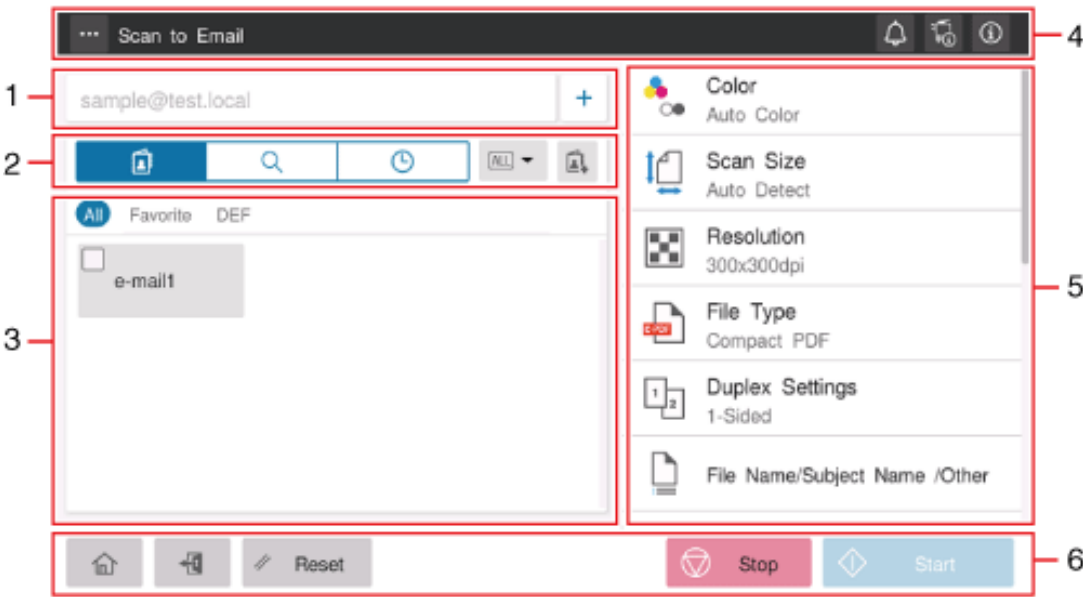 Scan to Email
4
1
sample@test.local
+
2
ALL
3
All Favorite DEF
e-mail1
Color
Auto Color
Scan Size
Auto Detect
Resolution
300x300dpi
5
File Type
Compact PDF
Duplex Settings
1
2
1-Sided
File Name/Subject Name /Other
Reset
Stop
Start
6